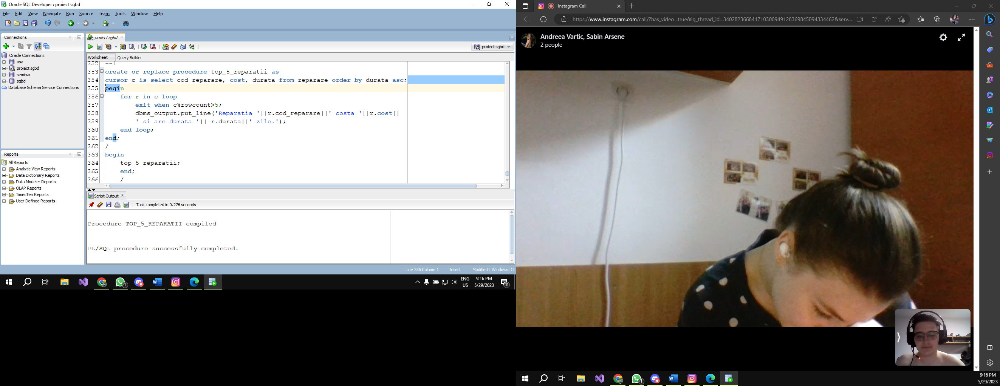 Oracle SQL Developer : proiect sgbd
File Edit View Navigate Run Source Team Tools Window Help
Connections
Oracle Connections
asa
proiect sgbd
seminar
sgbd
Database Schema Service Connections
Reports
All Reports
Analytic View Reports
Data Dictionary Reports
Data Modeler Reports
OLAP Reports
TimesTen Reports
User Defined Reports
proiect sgbd
proiect sgbd
Worksheet Query Builder
352 --1
353 create or replace procedure top_5_reparatii as
354 cursor c is select cod_reparare, cost, durata from reparare order by durata asc;
355 begin
356 for r in c loop
357 exit when c%rowcount>5;
358 dbms_output.put_line('Reparatia '||r.cod_reparare||' costa '||r.cost||
359 ' si are durata '|| r.durata||' zile.');
360 end loop;
361 end;
362 /
363 begin
364 top_5_reparatii;
365 end;
366 /
Script Output
Task completed in 0.276 seconds
Procedure TOP_5_REPARATII compiled
PL/SQL procedure successfully completed.
Line 355 Column 1 Insert Modified Windows: CF
ENG
US
9:16 PM
5/29/2023
2
Instagram Call
https://www.instagram.com/call/?has_video=true&ig_thread_id=340282366841710300949128369845094334462&serv...
Andreea Vartic, Sabin Arsene
2 people
9:16 PM
5/29/2023